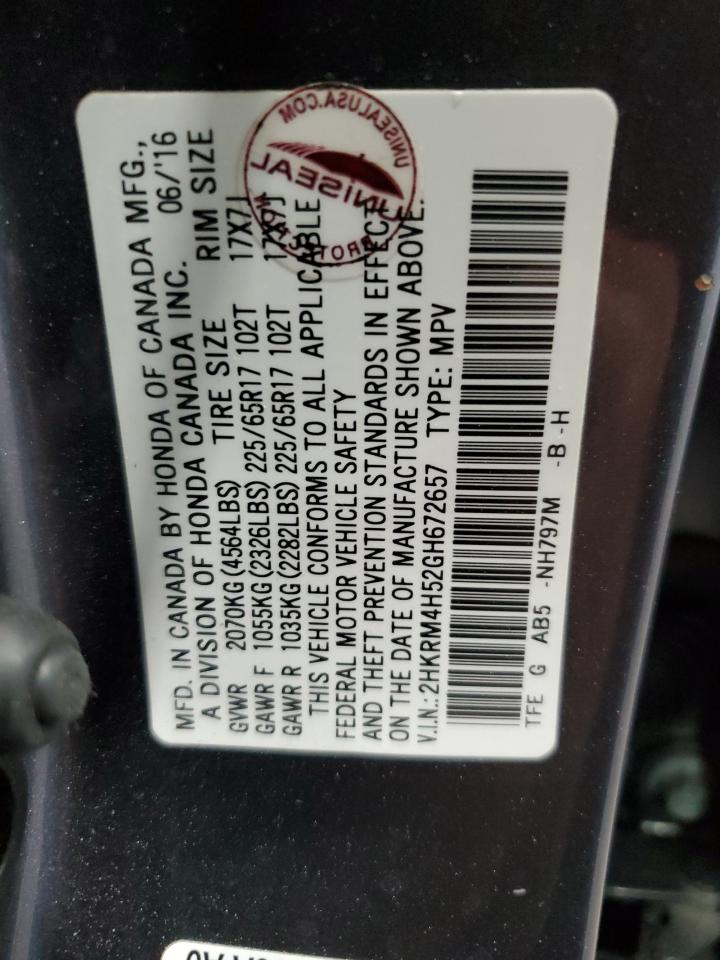 MFD. IN CANADA BY HONDA OF CANADA MFG.,
A DIVISION OF HONDA CANADA INC. 06/'16
GVWR 2070KG(4564LBS) TIRE SIZE RIM SIZE
GAWR F 1055KG(2326LBS) 225/65R17 102T 17X7J
GAWR R 1035KG(2282LBS) 225/65R17 102T 17X7J
THIS VEHICLE CONFORMS TO ALL APPLICABLE
FEDERAL MOTOR VEHICLE SAFETY
AND THEFT PREVENTION STANDARDS IN EFFECT
ON THE DATE OF MANUFACTURE SHOWN ABOVE.
V.I.N.:2HKRM4H52GH672657 TYPE: MPV
TFE G AB5 -NH797M -B -H
UNISEALUSA.COM
UNISEAL